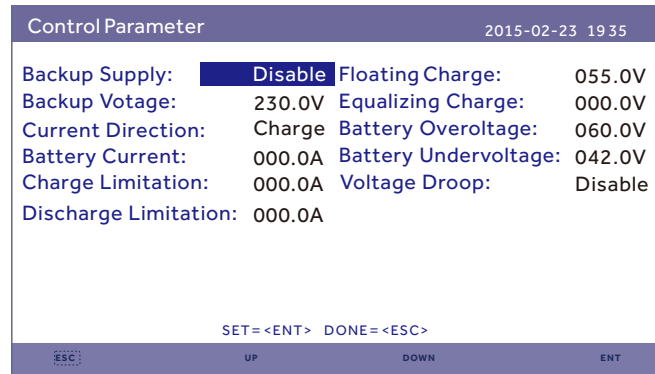 Control Parameter 2015-02-23 19 35
Backup Supply: Disable Floating Charge: 055.0V
Backup Votage: 230.0V Equalizing Charge: 000.0V
Current Direction: Charge Battery Overoltage: 060.0V
Battery Current: 000.0A Battery Undervoltage: 042.0V
Charge Limitation: 000.0A Voltage Droop: Disable
Discharge Limitation: 000.0A
SET=<ENT> DONE=<ESC>
ESC UP DOWN ENT